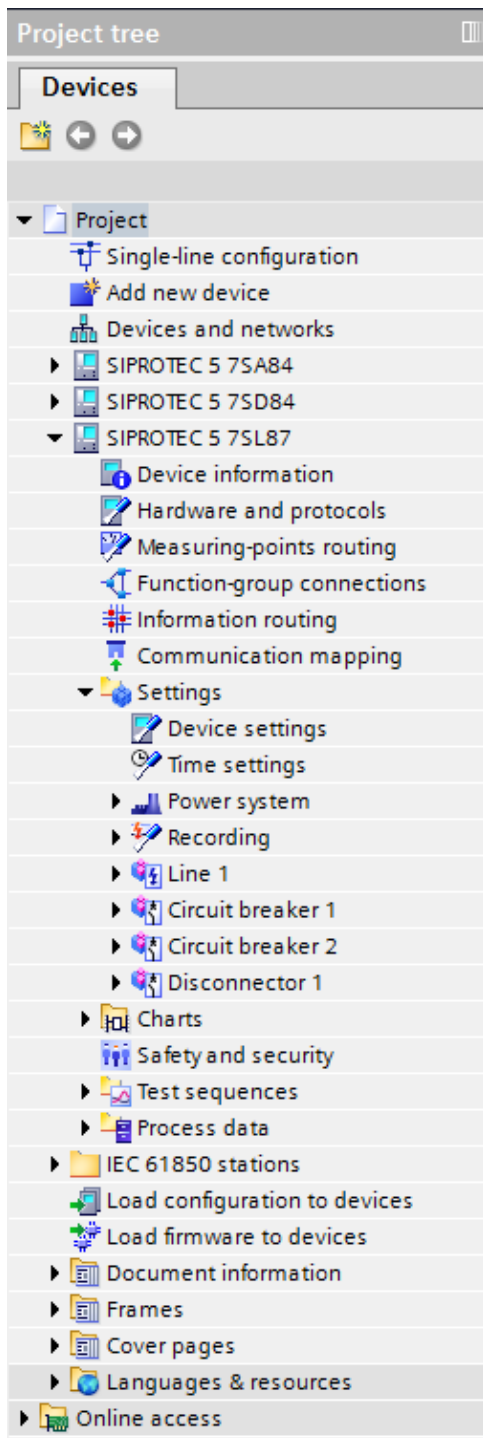 Project tree
Devices
Project
Single-line configuration
Add new device
Devices and networks
SIPROTEC 5 7SA84
SIPROTEC 5 7SD84
SIPROTEC 5 7SL87
Device information
Hardware and protocols
Measuring-points routing
Function-group connections
Information routing
Communication mapping
Settings
Device settings
Time settings
Power system
Recording
Line 1
Circuit breaker 1
Circuit breaker 2
Disconnector 1
Charts
Safety and security
Test sequences
Process data
IEC 61850 stations
Load configuration to devices
Load firmware to devices
Document information
Frames
Cover pages
Languages & resources
Online access